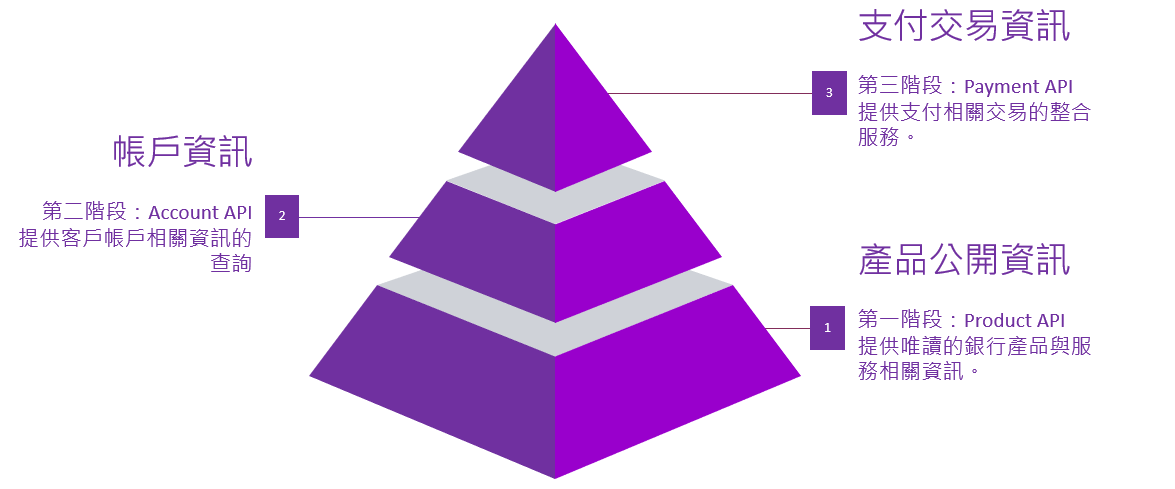 支付交易資訊
3
第三階段：Payment API
提供支付相關交易的整合
服務。
帳戶資訊
第二階段：Account API
提供客戶帳戶相關資訊的
查詢
2
產品公開資訊
1
第一階段：Product API
提供唯讀的銀行產品與服
務相關資訊。